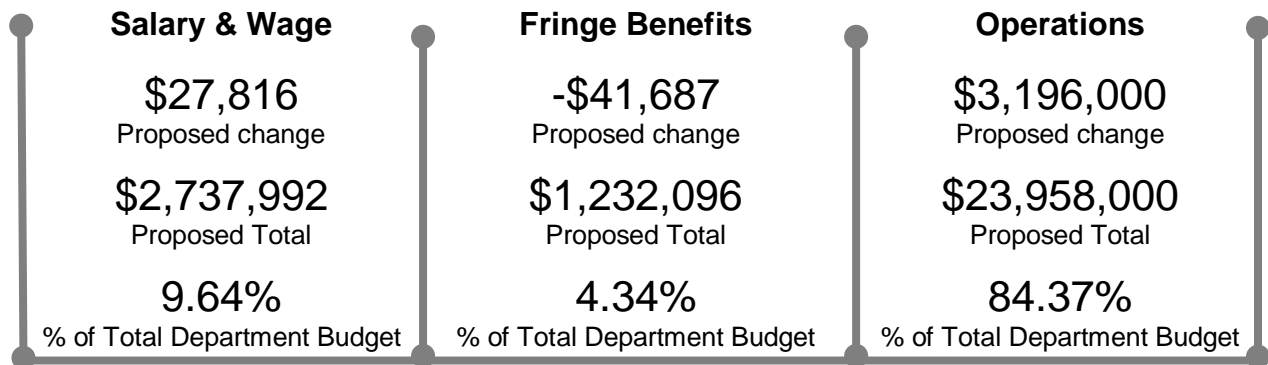 Salary & Wage
$27,816
Proposed change
$2,737,992
Proposed Total
9.64%
% of Total Department Budget
Fringe Benefits
-$41,687
Proposed change
$1,232,096
Proposed Total
4.34%
% of Total Department Budget
Operations
$3,196,000
Proposed change
$23,958,000
Proposed Total
84.37%
% of Total Department Budget